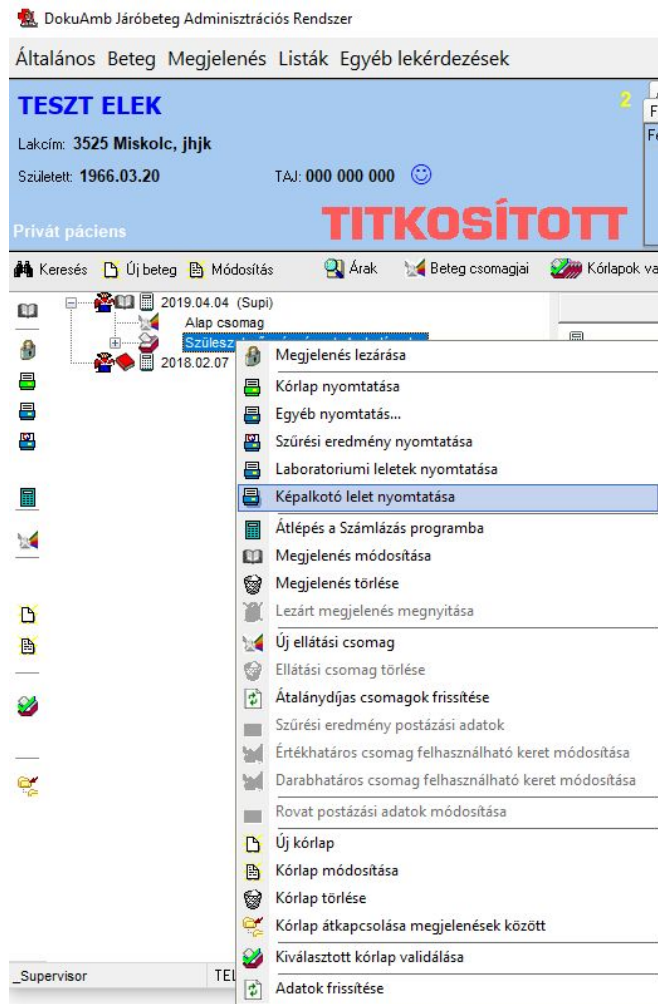 DokuAmb Járóbeteg Adminisztrációs Rendszer
Általános Beteg Megjelenés Listák Egyéb lekérdezések
TESZT ELEK
2
Lakcím: 3525 Miskolc, jhjk
Született: 1966.03.20 TAJ: 000 000 000
Privát páciens
TITKOSÍTOTT
Keresés Új beteg Módosítás Árak Beteg csomagjai Kórlapok
2019.04.04 (Supi)
Alap csomag
2018.02.07
Megjelenés lezárása
Kórlap nyomtatása
Egyéb nyomtatás...
Szűrési eredmény nyomtatása
Laboratoriumi leletek nyomtatása
Képalkotó lelet nyomtatása
Átlépés a Számlázás programba
Megjelenés módosítása
Megjelenés törlése
Lezárt megjelenés megnyitása
Új ellátási csomag
Ellátási csomag törlése
Átalánydíjas csomagok frissítése
Szűrési eredmény postázási adatok
Értékhatáros csomag felhasználható keret módosítása
Darabhatáros csomag felhasználható keret módosítása
Rovat postázási adatok módosítása
Új kórlap
Kórlap módosítása
Kórlap törlése
Kórlap átkapcsolása megjelenések között
Kiválasztott kórlap validálása
Adatok frissítése
_Supervisor